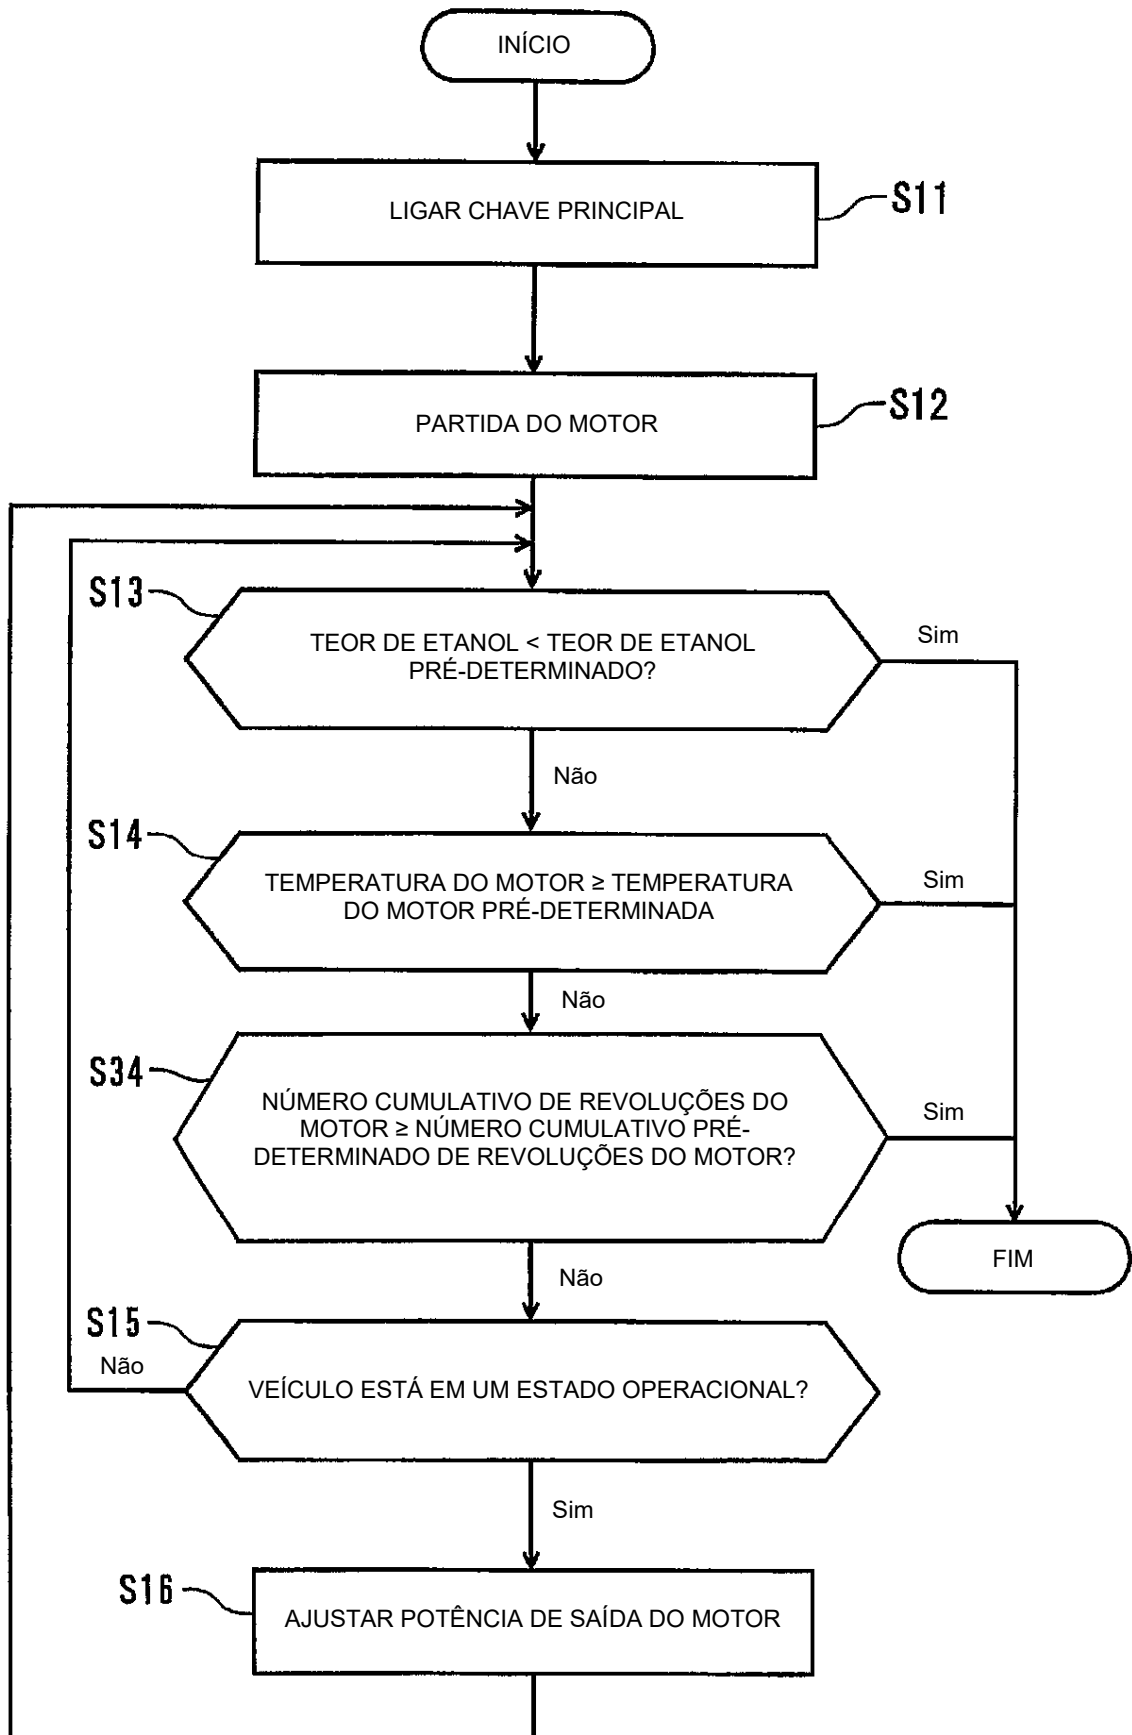 INÍCIO
LIGAR CHAVE PRINCIPAL
S11
PARTIDA DO MOTOR
S12
S13
TEOR DE ETANOL < TEOR DE ETANOL
PRÉ-DETERMINADO?
Sim
Não
S14
TEMPERATURA DO MOTOR ≥ TEMPERATURA
DO MOTOR PRÉ-DETERMINADA
Sim
Não
S34
NÚMERO CUMULATIVO DE REVOLUÇÕES DO
MOTOR ≥ NÚMERO CUMULATIVO PRÉ-
DETERMINADO DE REVOLUÇÕES DO MOTOR?
Sim
Não
FIM
S15
Não
VEÍCULO ESTÁ EM UM ESTADO OPERACIONAL?
Sim
S16
AJUSTAR POTÊNCIA DE SAÍDA DO MOTOR